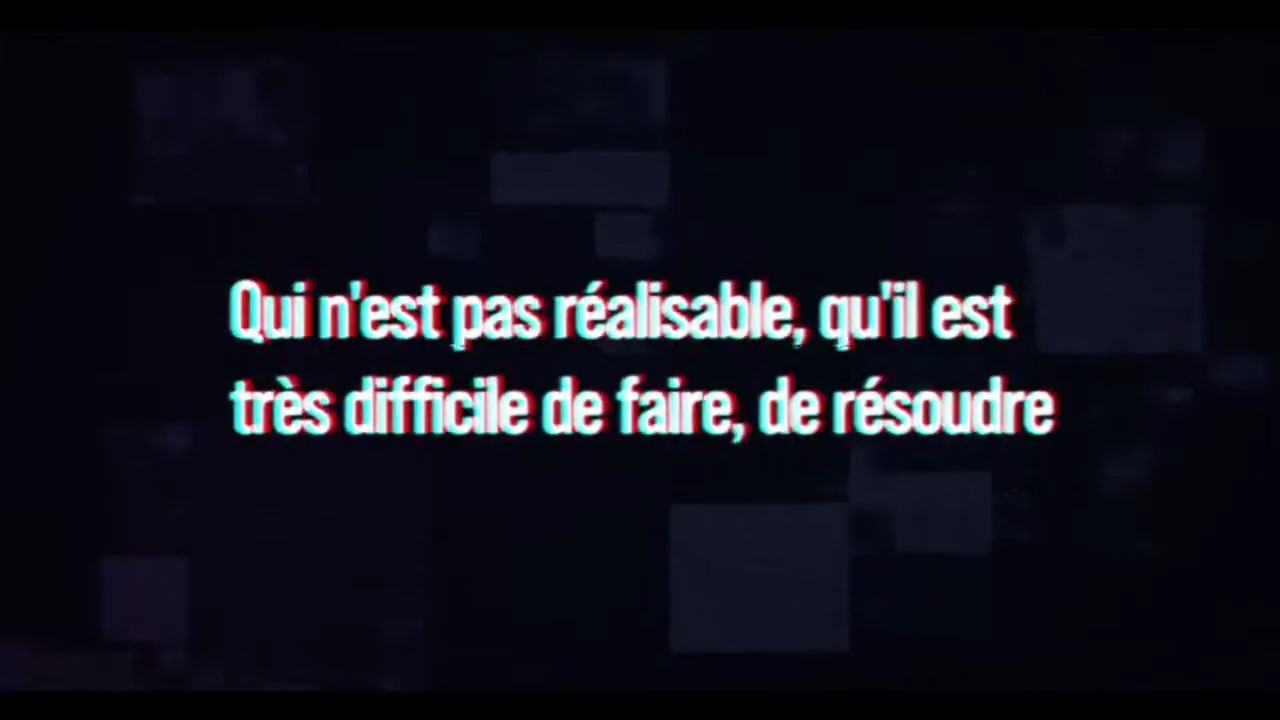 Qui n'est pas réalisable, qu'il est
très difficile de faire, de résoudre